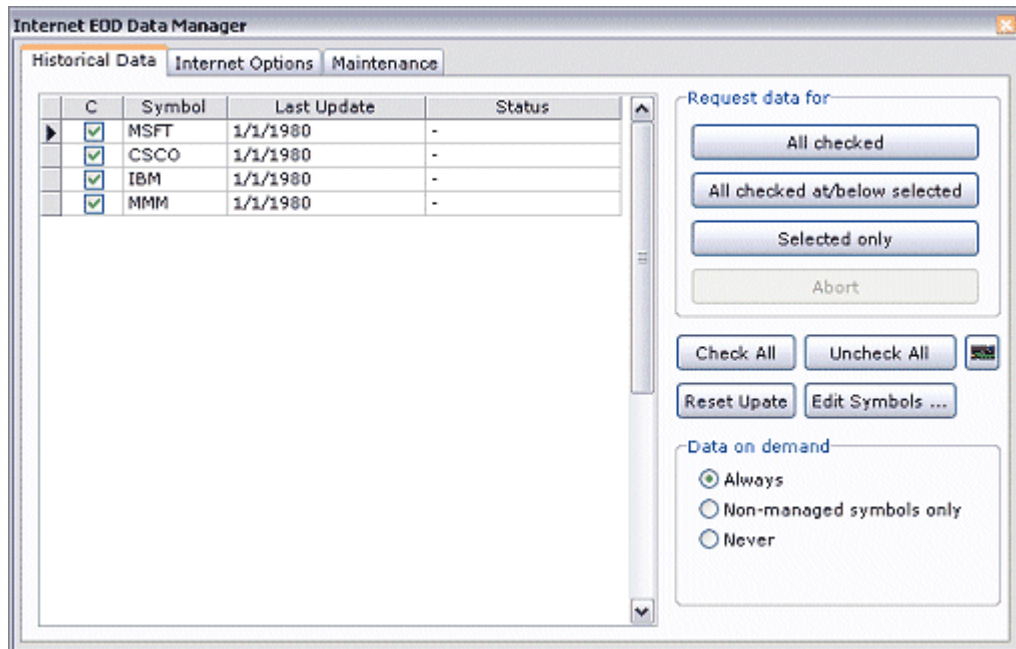 Internet EOD Data Manager
Historical Data Internet Options Maintenance
C Symbol Last Update Status
MSFT 1/1/1980 -
CSCO 1/1/1980 -
IBM 1/1/1980 -
MMM 1/1/1980 -
Request data for
All checked
All checked at/below selected
Selected only
Abort
Check All Uncheck All
Reset Upate Edit Symbols ...
Data on demand
Always
Non-managed symbols only
Never